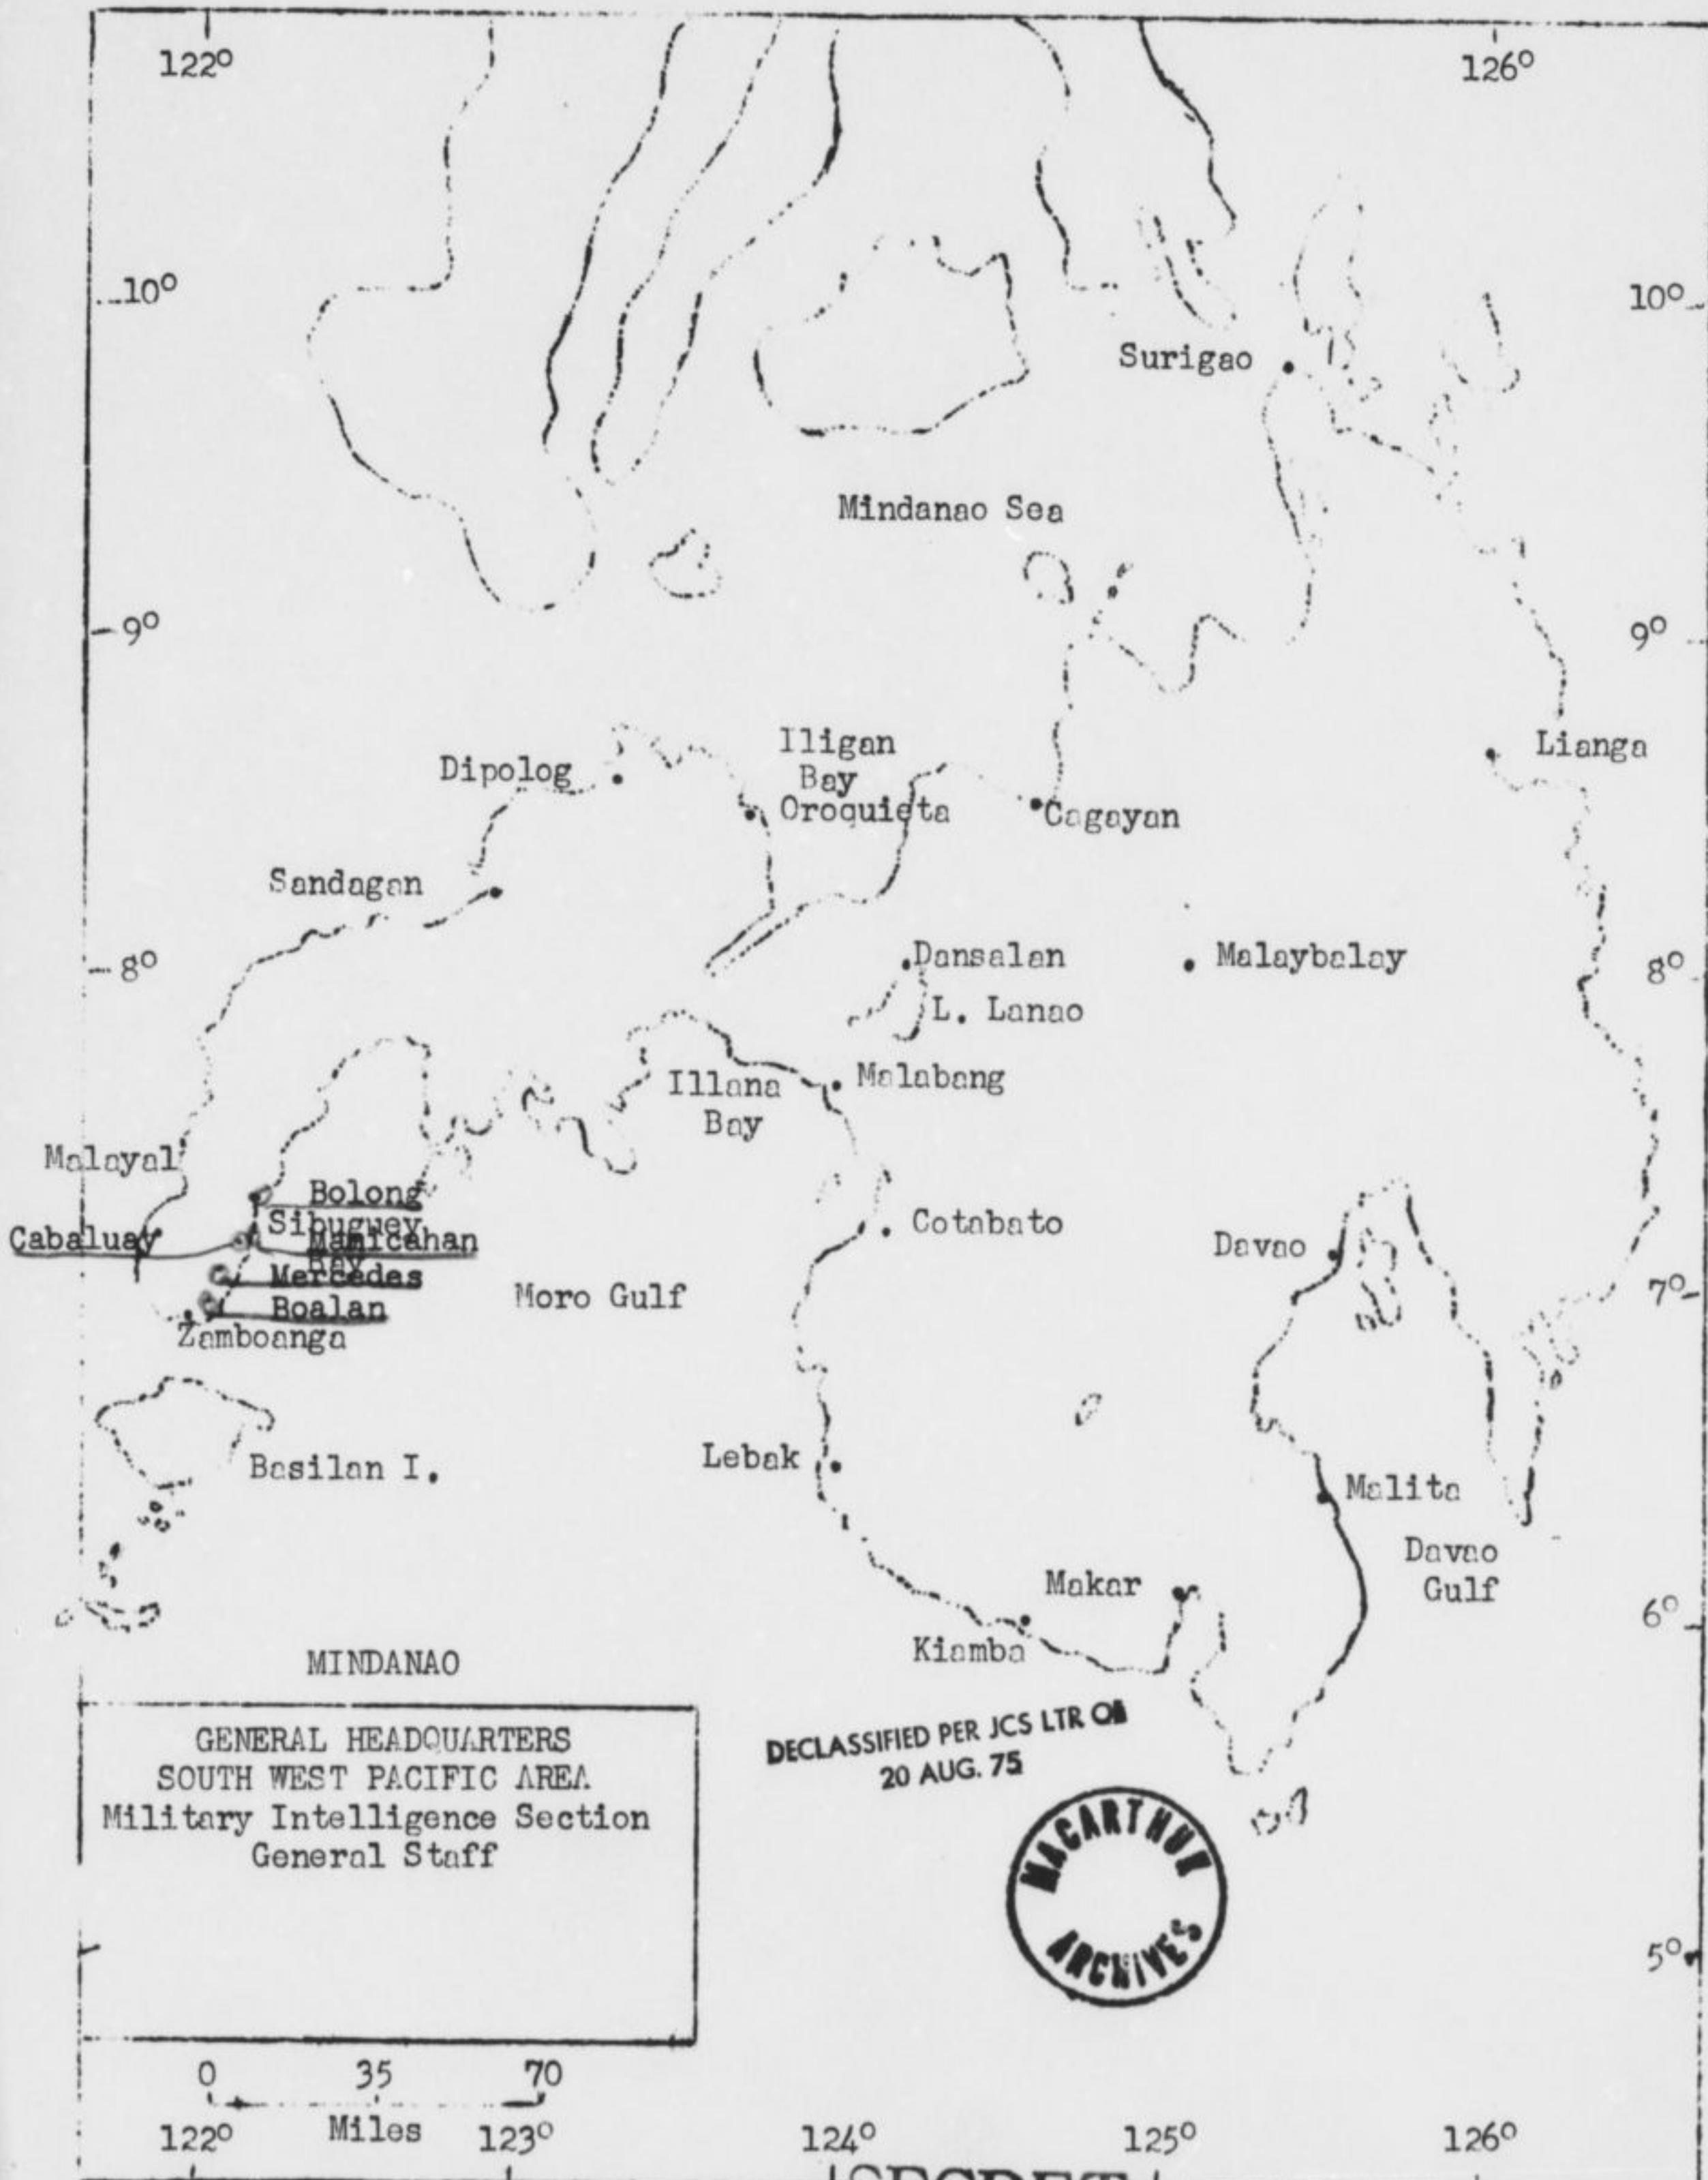 122°
126°
10°
10°
Surigao
Mindanao Sea
9°
9°
Iligan
Bay
Dipolog
Lianga
Oroquieta
Cagayan
Sandagan
8°
Dansalan
Malaybalay
8°
L. Lanao
Illana
Bay
Malabang
Malayal
Bolong
Sibuguey
Bay
Cabaluay
Manicahan
Cotabato
Davao
Mercedes
Moro Gulf
7°
Boalan
Zamboanga
Basilan I.
Lebak
Malita
Davao
Gulf
Makar
6°
Kiamba
MINDANAO
GENERAL HEADQUARTERS
SOUTH WEST PACIFIC AREA
Military Intelligence Section
General Staff
DECLASSIFIED PER JCS LTR OF
20 AUG. 75
MACARTHUR
ARCHIVES
5°
0 35 70
Miles
122° 123° 124° 125° 126°
SECRET